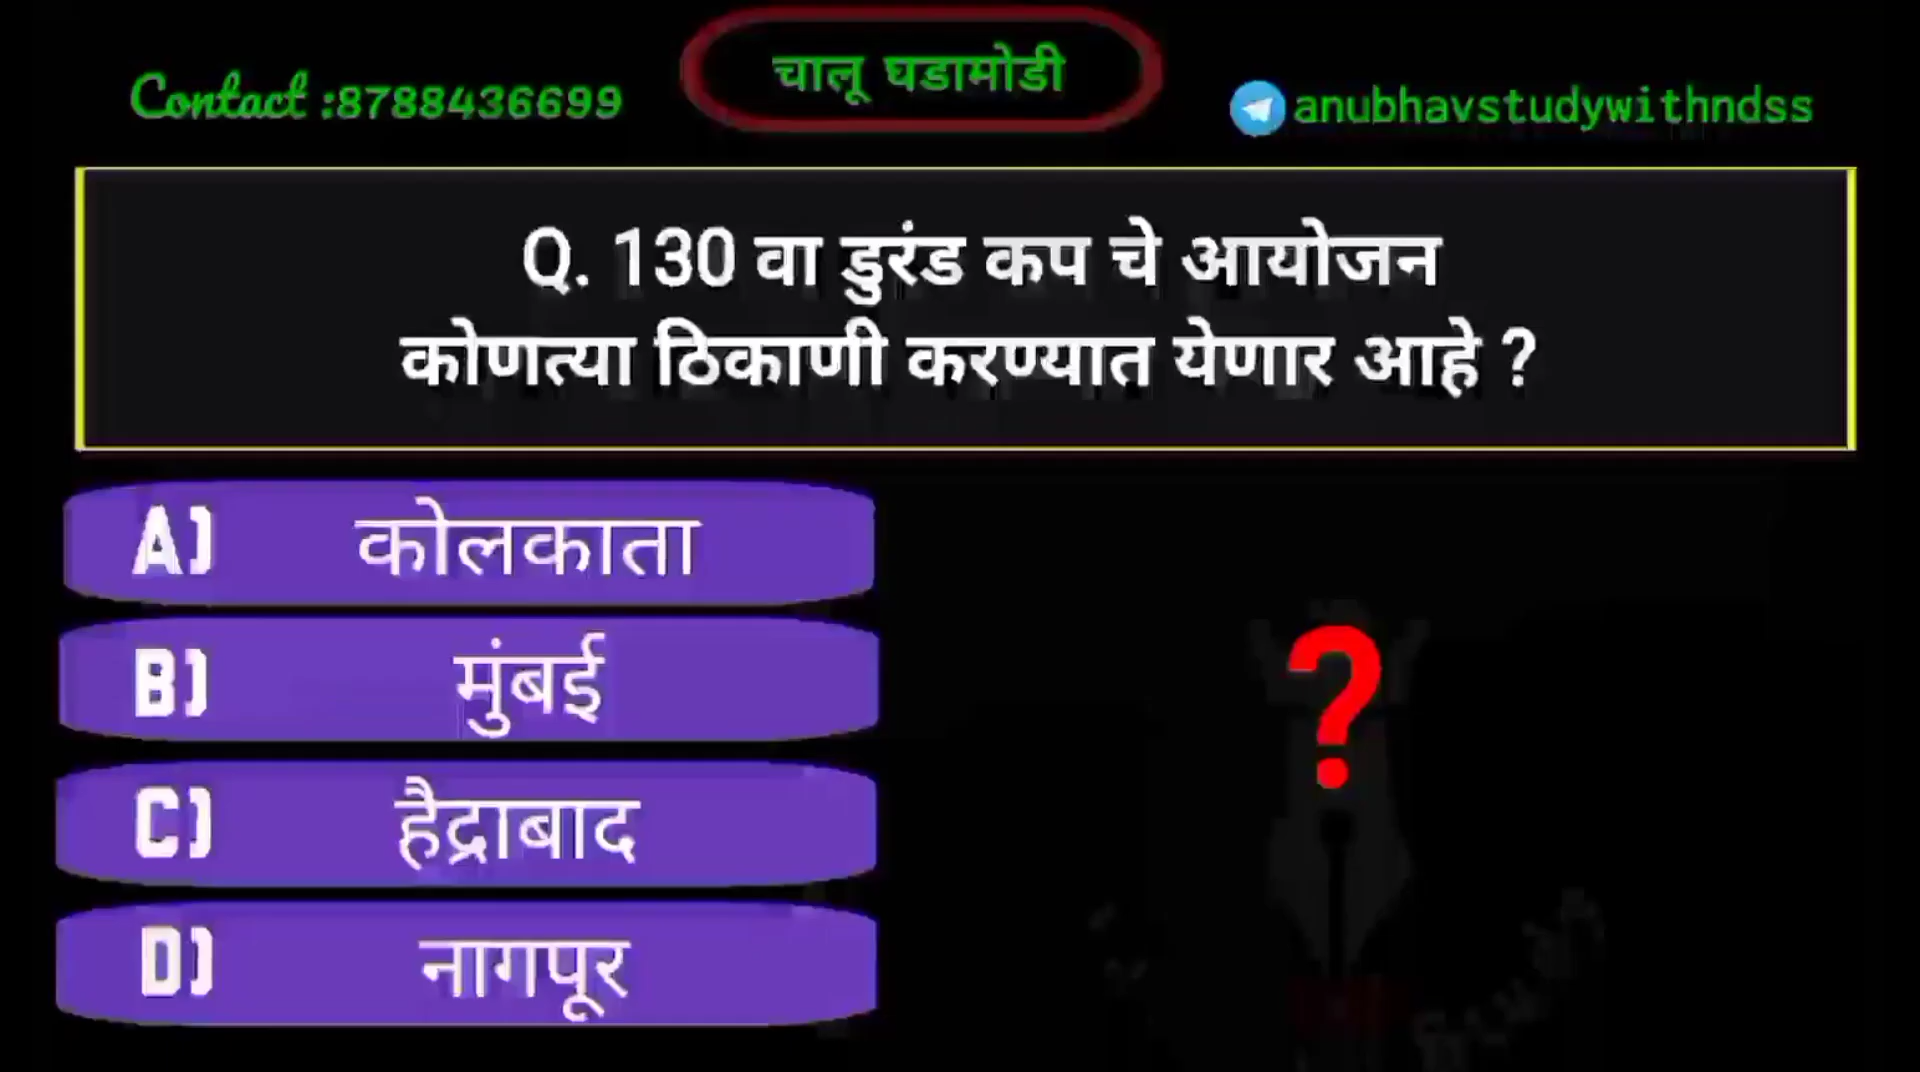 चालू घडामोडी
Contact :8788436699
anubhavstudywithndss
Q. 130 वा डुरंड कप चे आयोजन
कोणत्या ठिकाणी करण्यात येणार आहे ?
A) कोलकाता
B) मुंबई
C) हैद्राबाद
D) नागपूर
?